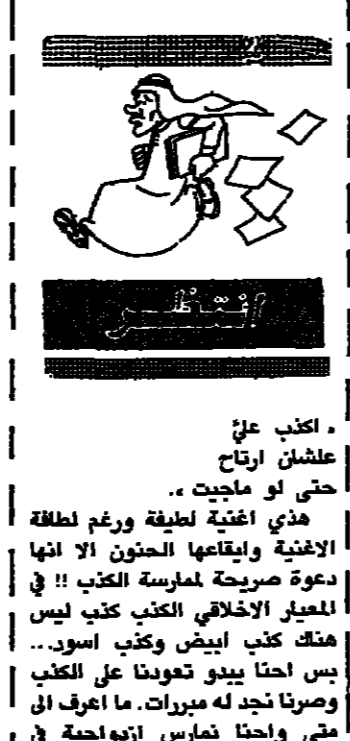 انتظر
« اكذب عليّ
علشان ارتاح
حتى لو ماجيت ».
هذي اغنية لطيفة ورغم لطافة
الاغنية وايقاعها الحنون الا انها
دعوة صريحة لممارسة الكذب !! في
المعيار الاخلاقي الكذب كذب ليس
هناك كذب ابيض وكذب اسود...
بس احنا يبدو تعودنا على الكذب
وصرنا نجد له مبررات. ما اعرف الى
متى واحنا نمارس ازدواجية في